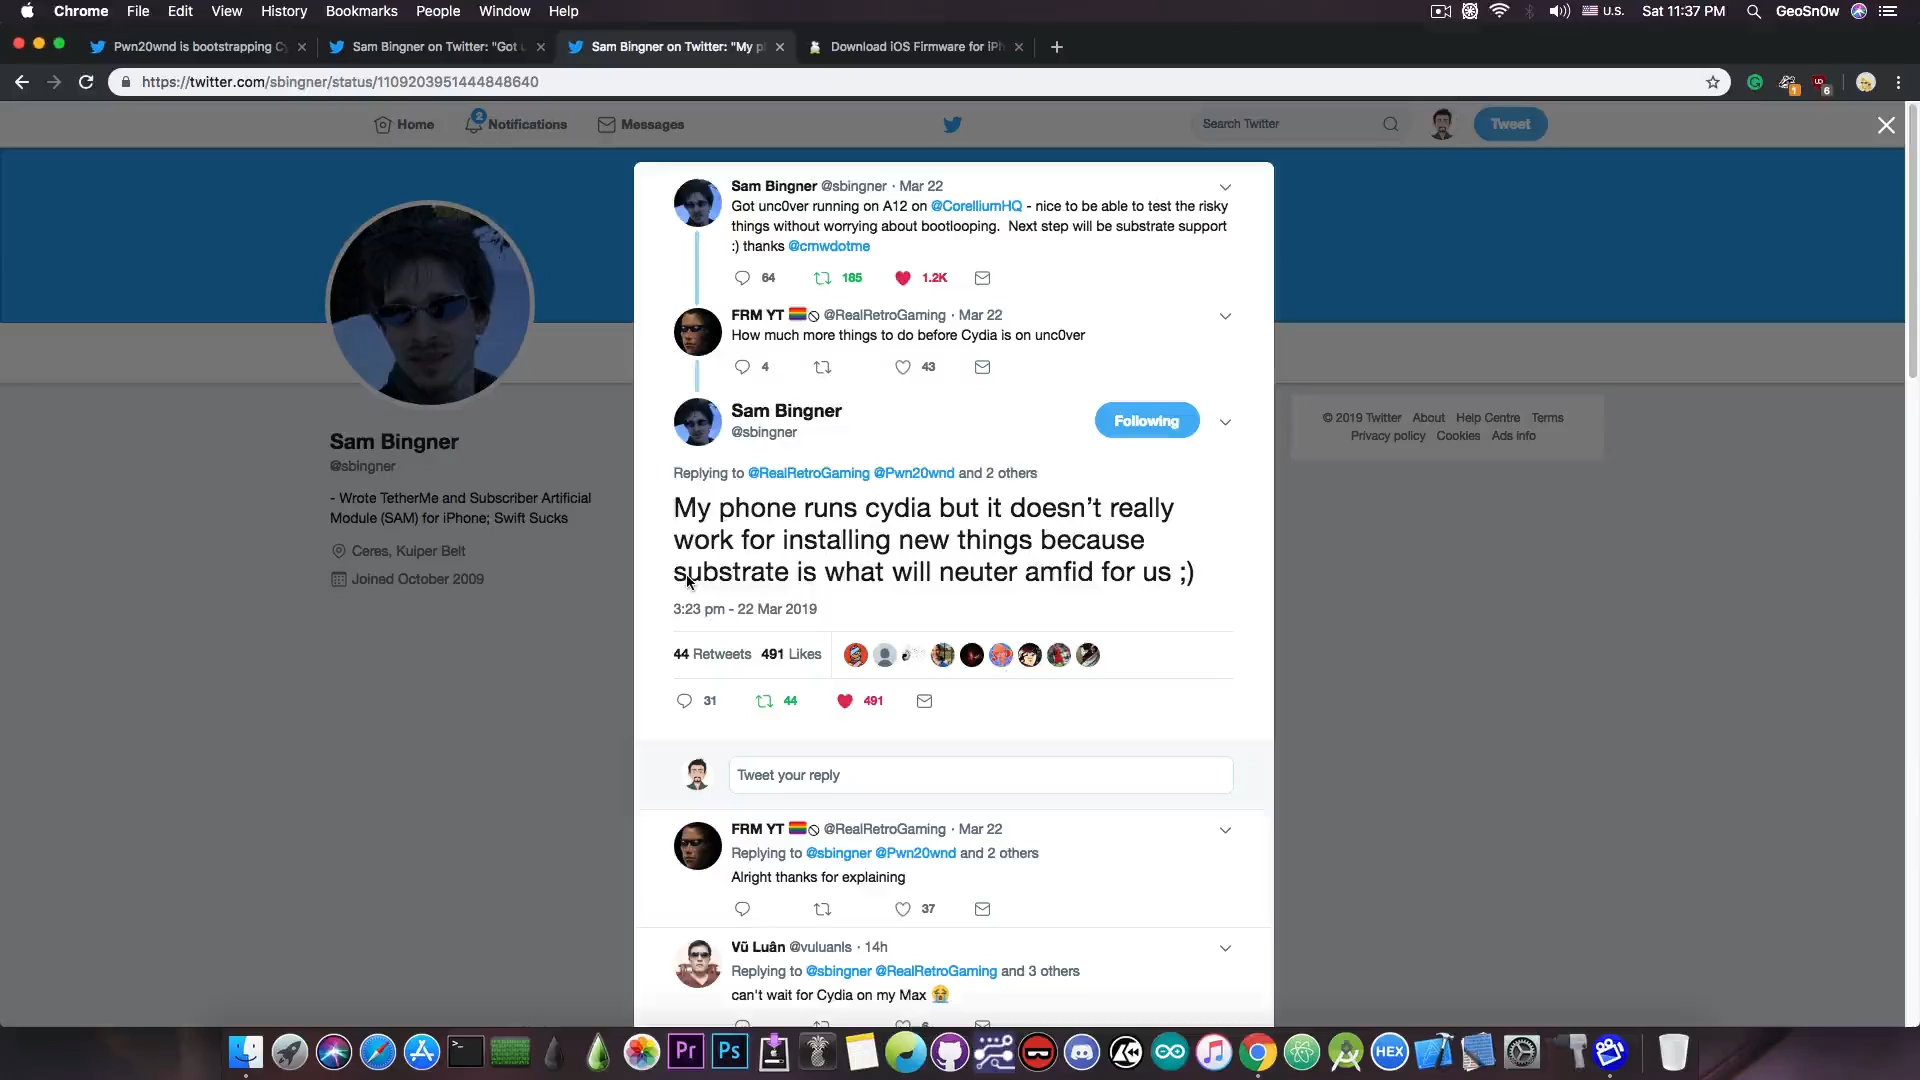 Chrome File Edit View History Bookmarks People Window Help U.S. Sat 11:37 PM GeoSn0w
Pwn20wnd is bootstrapping C
Sam Bingner on Twitter: "Got u
Sam Bingner on Twitter: "My p
Download iOS Firmware for iPh
https://twitter.com/sbingner/status/1109203951444848640
1
6
Home
2
Notifications
Messages
Search Twitter
Tweet
Sam Bingner
@sbingner
- Wrote TetherMe and Subscriber Artificial
Module (SAM) for iPhone; Swift Sucks
Ceres, Kuiper Belt
Joined October 2009
Sam Bingner @sbingner · Mar 22
Got unc0ver running on A12 on @CorelliumHQ - nice to be able to test the risky
things without worrying about bootlooping. Next step will be substrate support
:) thanks @cmwdotme
64 185 1.2K
FRM YT @RealRetroGaming · Mar 22
How much more things to do before Cydia is on unc0ver
4 43
Sam Bingner
@sbingner
Following
Replying to @RealRetroGaming @Pwn20wnd and 2 others
My phone runs cydia but it doesn’t really
work for installing new things because
substrate is what will neuter amfid for us ;)
3:23 pm - 22 Mar 2019
44 Retweets 491 Likes
31 44 491
Tweet your reply
FRM YT @RealRetroGaming · Mar 22
Replying to @sbingner @Pwn20wnd and 2 others
Alright thanks for explaining
37
Vũ Luân @vuluanls · 14h
Replying to @sbingner @RealRetroGaming and 3 others
can't wait for Cydia on my Max 😭
6
© 2019 Twitter About Help Centre Terms
Privacy policy Cookies Ads info
Pr
Ps
HEX